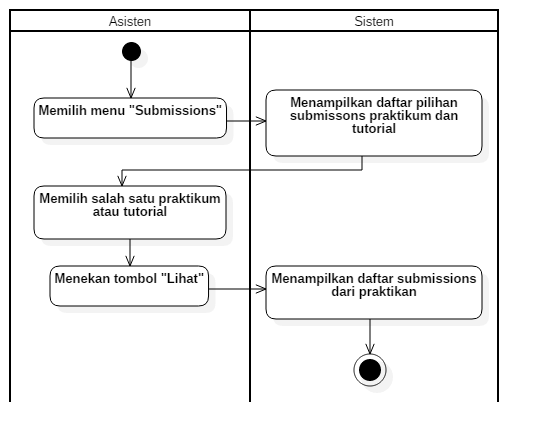 Asisten
Sistem
Memilih menu "Submissions"
Menampilkan daftar pilihan
submissons praktikum dan
tutorial
Memilih salah satu praktikum
atau tutorial
Menekan tombol "Lihat"
Menampilkan daftar submissions
dari praktikan